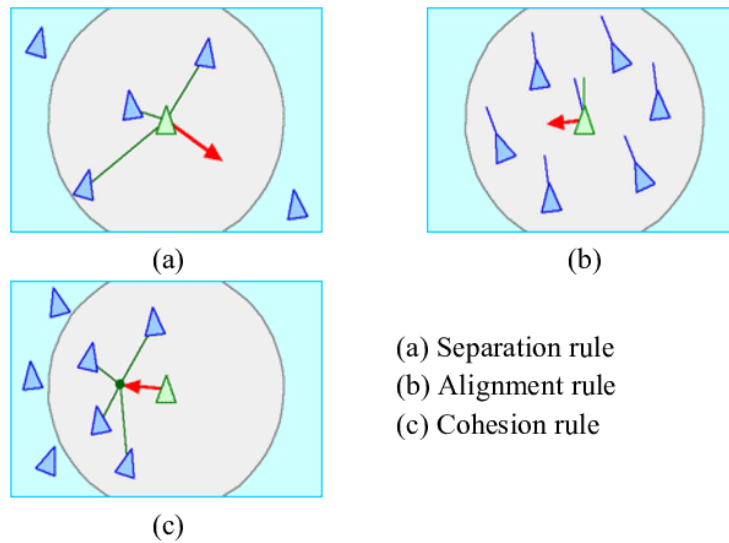 (a)
(b)
(a) Separation rule
(b) Alignment rule
(c) Cohesion rule
(c)